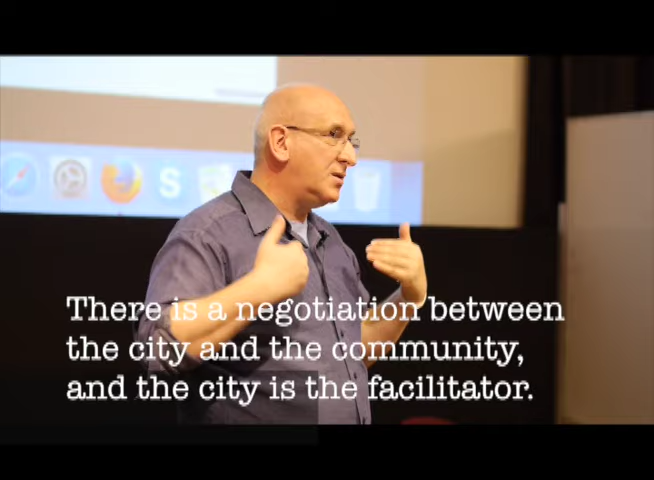 There is a negotiation between
the city and the community,
and the city is the facilitator.